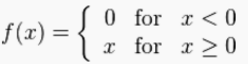 f(x) = { 0 for x < 0
x for x ≥ 0